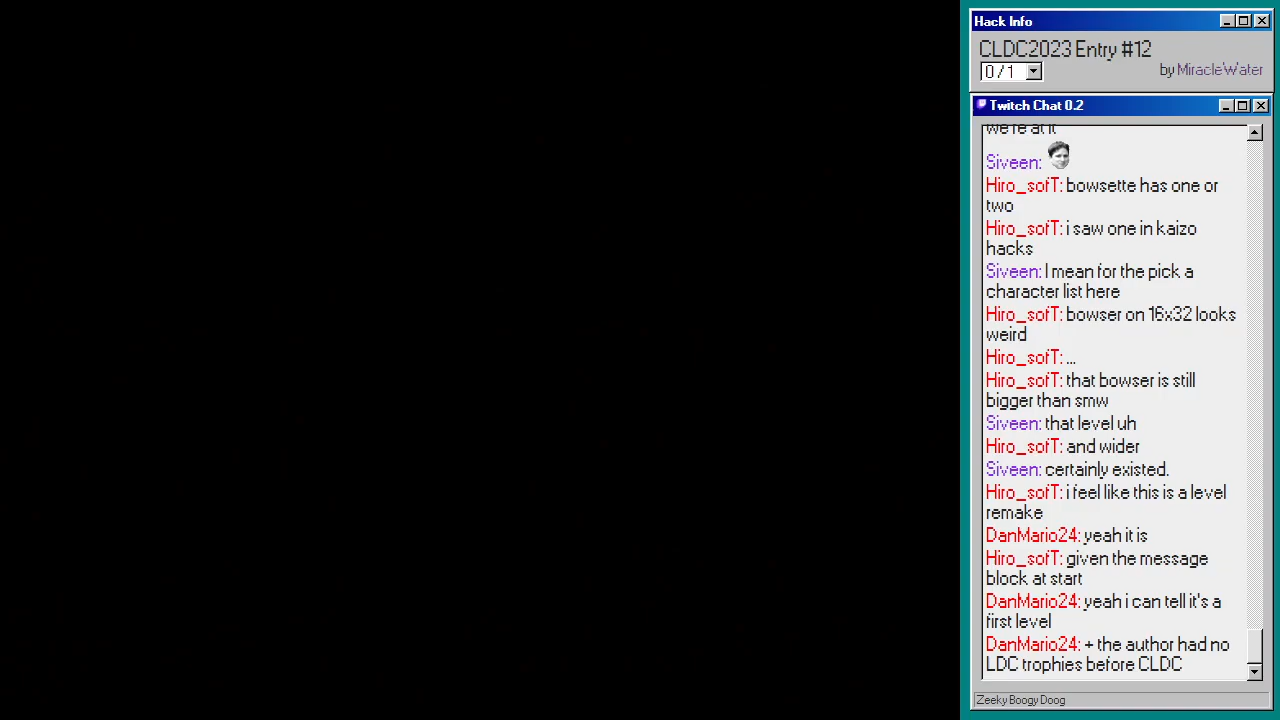 Hack Info
CLDC2023 Entry #12
0/1
by MiracleWater
Twitch Chat 0.2
we're at it
Siveen:
Hiro_sofT: bowsette has one or
two
Hiro_sofT: i saw one in kaizo
hacks
Siveen: I mean for the pick a
character list here
Hiro_sofT: bowser on 16x32 looks
weird
Hiro_sofT: ...
Hiro_sofT: that bowser is still
bigger than smw
Siveen: that level uh
Hiro_sofT: and wider
Siveen: certainly existed.
Hiro_sofT: i feel like this is a level
remake
DanMario24: yeah it is
Hiro_sofT: given the message
block at start
DanMario24: yeah i can tell it's a
first level
DanMario24: + the author had no
LDC trophies before CLDC
Zeeky Boogy Doog